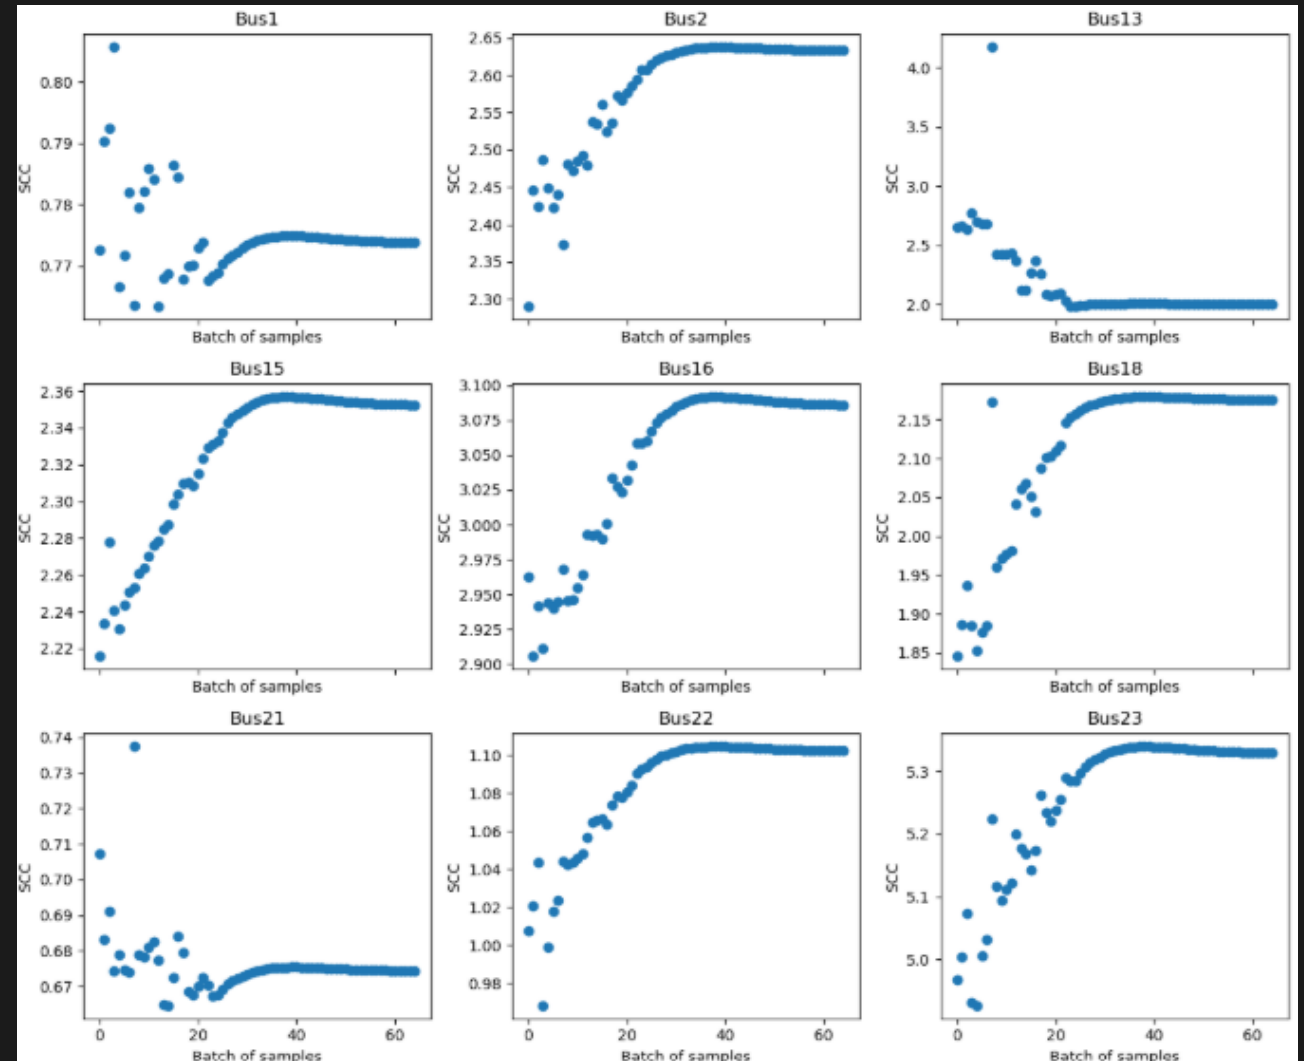 Bus1 Bus2 Bus13
0.80
0.79
0.78
0.77
SCC
Batch of samples
2.65
2.60
2.55
2.50
2.45
2.40
2.35
2.30
SCC
Batch of samples
4.0
3.5
3.0
2.5
2.0
SCC
Batch of samples
Bus15 Bus16 Bus18
2.36
2.34
2.32
2.30
2.28
2.26
2.24
2.22
SCC
Batch of samples
3.100
3.075
3.050
3.025
3.000
2.975
2.950
2.925
2.900
SCC
Batch of samples
2.15
2.10
2.05
2.00
1.95
1.90
1.85
SCC
Batch of samples
Bus21 Bus22 Bus23
0.74
0.73
0.72
0.71
0.70
0.69
0.68
0.67
SCC
0 20 40 60
Batch of samples
1.10
1.08
1.06
1.04
1.02
1.00
0.98
SCC
0 20 40 60
Batch of samples
5.3
5.2
5.1
5.0
SCC
0 20 40 60
Batch of samples